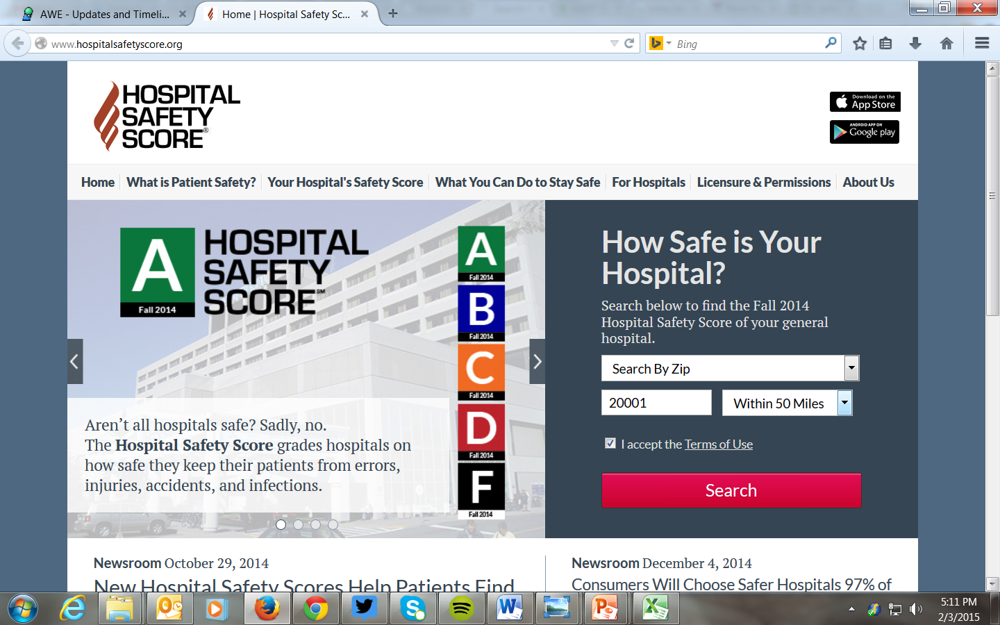 AWE - Updates and Timeli...
Home | Hospital Safety Sc...
www.hospitalsafetyscore.org
Bing
HOSPITAL
SAFETY
SCORE®
Download on the
App Store
ANDROID APP ON
Google play
Home
What is Patient Safety?
Your Hospital's Safety Score
What You Can Do to Stay Safe
For Hospitals
Licensure & Permissions
About Us
A
Fall 2014
HOSPITAL
SAFETY
SCORE℠
A
Fall 2014
B
Fall 2014
C
Fall 2014
D
Fall 2014
F
Fall 2014
Aren’t all hospitals safe? Sadly, no.
The Hospital Safety Score grades hospitals on
how safe they keep their patients from errors,
injuries, accidents, and infections.
How Safe is Your
Hospital?
Search below to find the Fall 2014
Hospital Safety Score of your general
hospital.
Search By Zip
20001
Within 50 Miles
I accept the Terms of Use
Search
Newsroom October 29, 2014
New Hospital Safety Scores Help Patients Find
Newsroom December 4, 2014
Consumers Will Choose Safer Hospitals 97% of
5:11 PM
2/3/2015